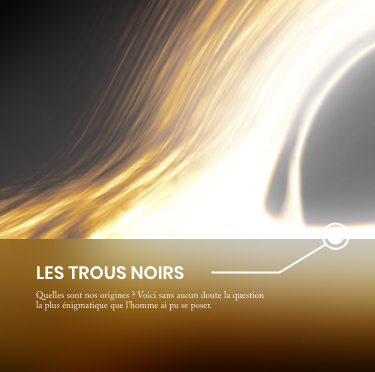 LES TROUS NOIRS
Quelles sont nos origines ? Voici sans aucun doute la question
la plus énigmatique que l'homme ai pu se poser.